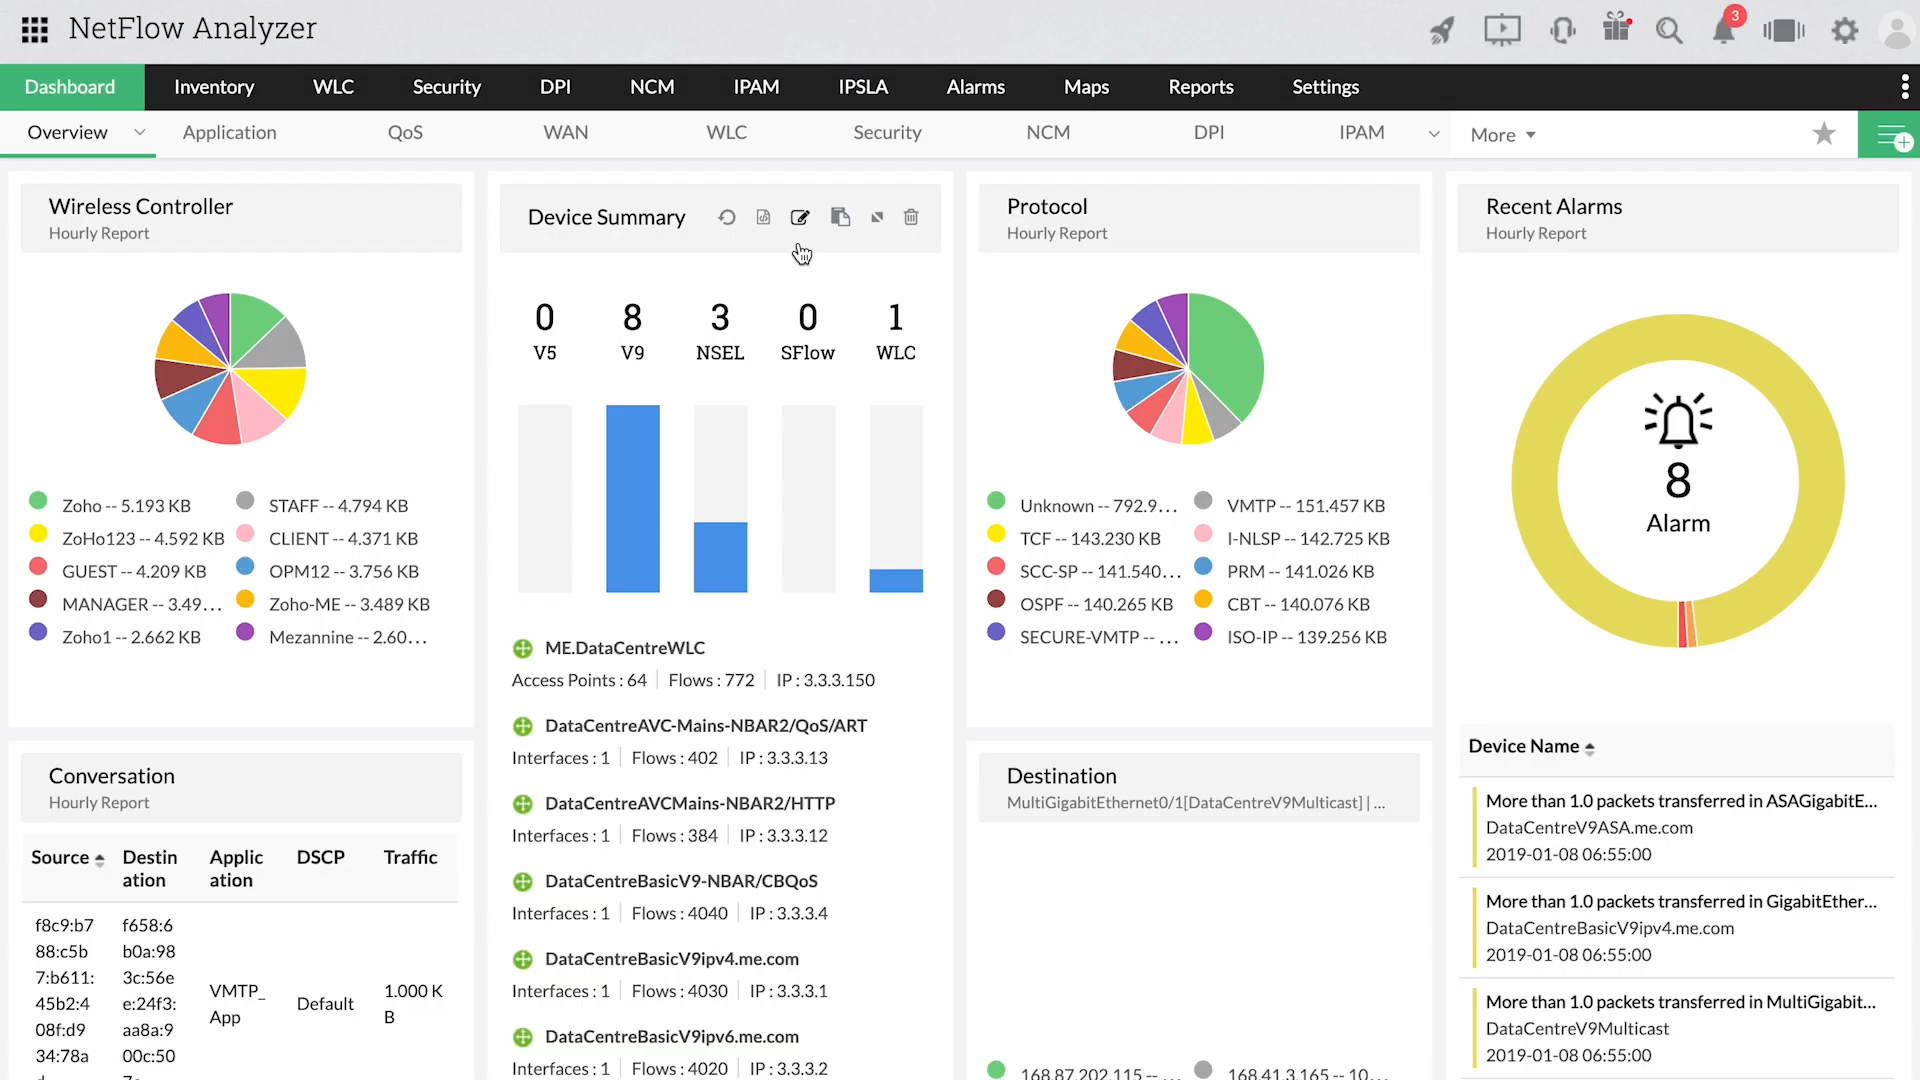 NetFlow Analyzer
3
Dashboard
Inventory
WLC
Security
DPI
NCM
IPAM
IPSLA
Alarms
Maps
Reports
Settings
Overview
Application
QoS
WAN
WLC
Security
NCM
DPI
IPAM
More
Wireless Controller
Hourly Report
Zoho -- 5.193 KB
STAFF -- 4.794 KB
ZoHo123 -- 4.592 KB
CLIENT -- 4.371 KB
GUEST -- 4.209 KB
OPM12 -- 3.756 KB
MANAGER -- 3.49...
Zoho-ME -- 3.489 KB
Zoho1 -- 2.662 KB
Mezannine -- 2.60...
Conversation
Hourly Report
Source
Destin
ation
Applic
ation
DSCP
Traffic
f8c9:b7
88:c5b
7:b611:
45b2:4
08f:d9
34:78a
f658:6
b0a:98
3c:56e
e:24f3:
aa8a:9
00c:50
VMTP_
App
Default
1.000 K
B
Device Summary
0
V5
8
V9
3
NSEL
0
SFlow
1
WLC
ME.DataCentreWLC
Access Points : 64 | Flows : 772 | IP : 3.3.3.150
DataCentreAVC-Mains-NBAR2/QoS/ART
Interfaces : 1 | Flows : 402 | IP : 3.3.3.13
DataCentreAVCMains-NBAR2/HTTP
Interfaces : 1 | Flows : 384 | IP : 3.3.3.12
DataCentreBasicV9-NBAR/CBQoS
Interfaces : 1 | Flows : 4040 | IP : 3.3.3.4
DataCentreBasicV9ipv4.me.com
Interfaces : 1 | Flows : 4030 | IP : 3.3.3.1
DataCentreBasicV9ipv6.me.com
Interfaces : 1 | Flows : 4020 | IP : 3.3.3.2
Protocol
Hourly Report
Unknown -- 792.9...
VMTP -- 151.457 KB
TCF -- 143.230 KB
I-NLSP -- 142.725 KB
SCC-SP -- 141.540...
PRM -- 141.026 KB
OSPF -- 140.265 KB
CBT -- 140.076 KB
SECURE-VMTP -- ...
ISO-IP -- 139.256 KB
Destination
MultiGigabitEthernet0/1[DataCentreV9Multicast] | ...
168.87.202.115 -- ...
168.41.3.165 -- 10...
Recent Alarms
Hourly Report
8
Alarm
Device Name
More than 1.0 packets transferred in ASAGigabitE...
DataCentreV9ASA.me.com
2019-01-08 06:55:00
More than 1.0 packets transferred in GigabitEther...
DataCentreBasicV9ipv4.me.com
2019-01-08 06:55:00
More than 1.0 packets transferred in MultiGigabit...
DataCentreV9Multicast
2019-01-08 06:55:00